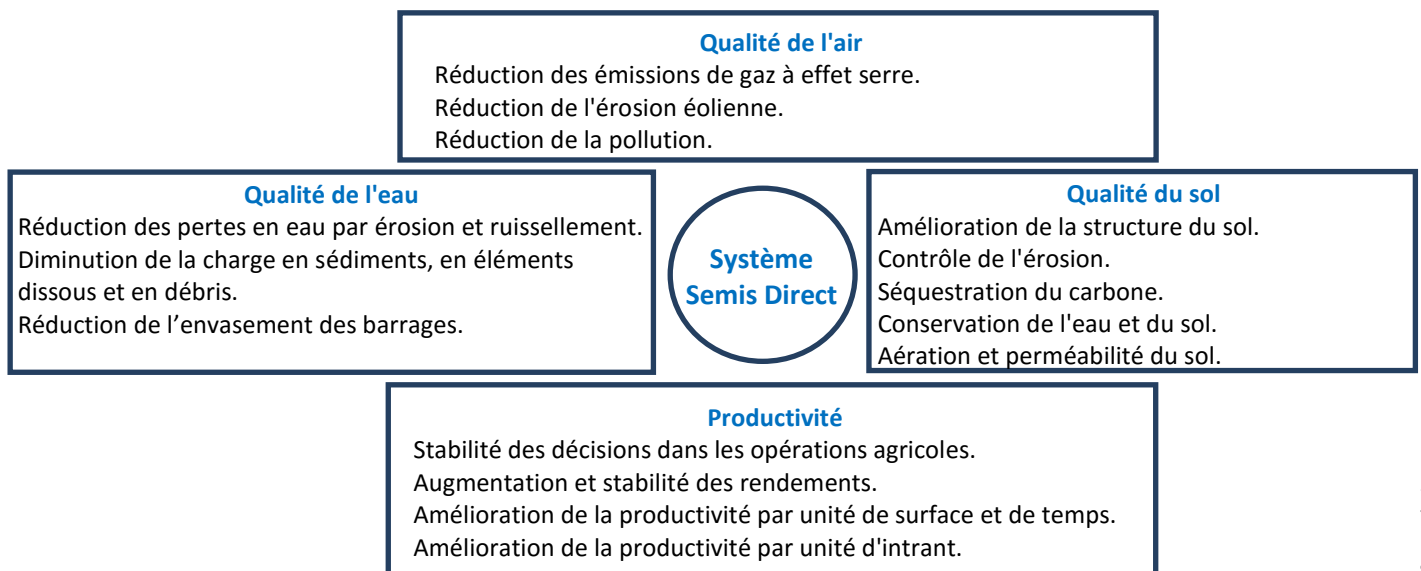 Qualité de l'air
Réduction des émissions de gaz à effet serre.
Réduction de l'érosion éolienne.
Réduction de la pollution.
Qualité de l'eau
Réduction des pertes en eau par érosion et ruissellement.
Diminution de la charge en sédiments, en éléments
dissous et en débris.
Réduction de l’envasement des barrages.
Système
Semis Direct
Qualité du sol
Amélioration de la structure du sol.
Contrôle de l'érosion.
Séquestration du carbone.
Conservation de l'eau et du sol.
Aération et perméabilité du sol.
Productivité
Stabilité des décisions dans les opérations agricoles.
Augmentation et stabilité des rendements.
Amélioration de la productivité par unité de surface et de temps.
Amélioration de la productivité par unité d'intrant.